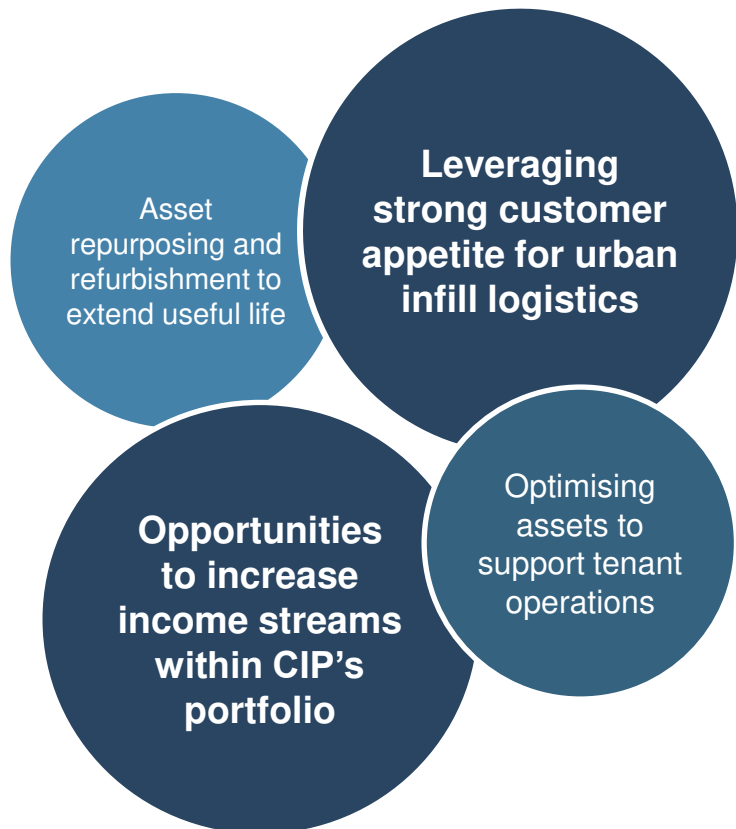 Leveraging
strong customer
appetite for urban
infill logistics
Asset
repurposing and
refurbishment to
extend useful life
Optimising
assets to
support tenant
operations
Opportunities
to increase
income streams
within CIP’s
portfolio